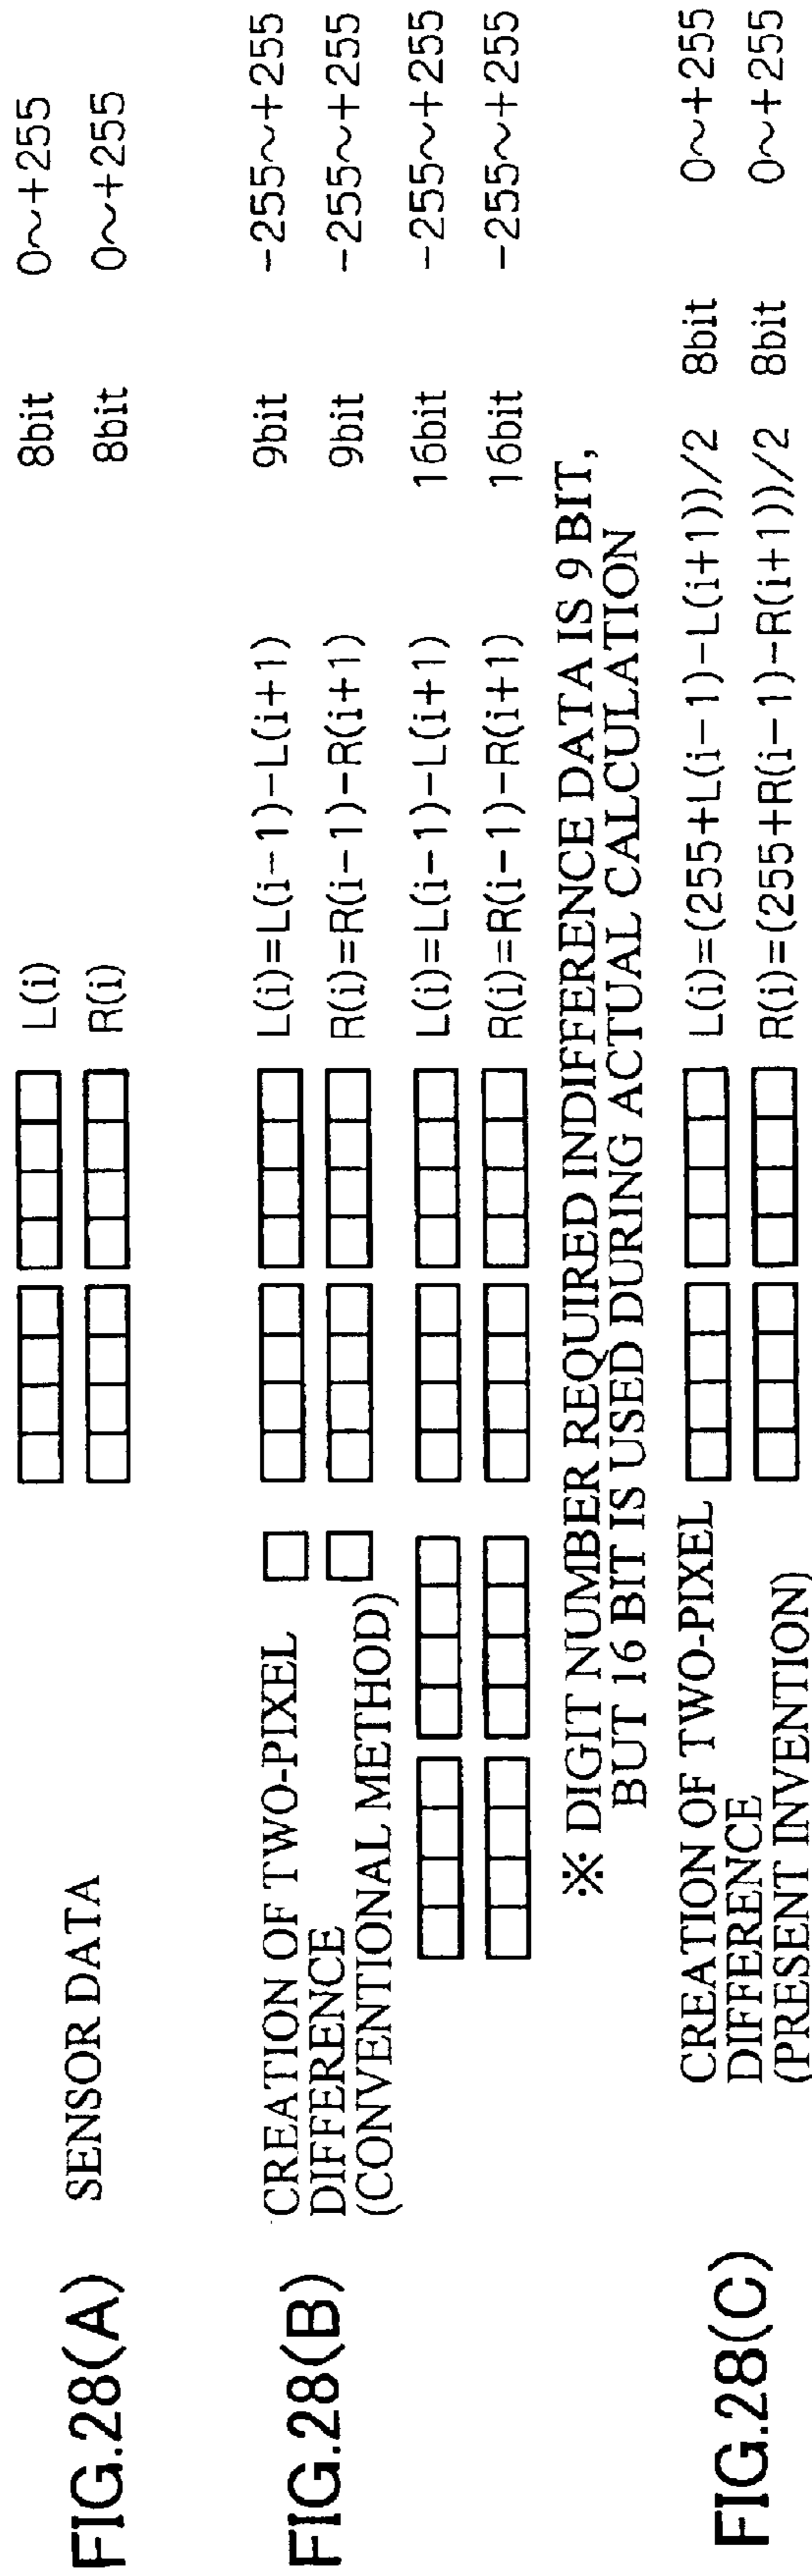 FIG.28(A) SENSOR DATA L(i) 8bit 0~+255
R(i) 8bit 0~+255
FIG.28(B) CREATION OF TWO-PIXEL L(i)=L(i-1)-L(i+1) 9bit -255~+255
DIFFERENCE R(i)=R(i-1)-R(i+1) 9bit -255~+255
(CONVENTIONAL METHOD)
L(i)=L(i-1)-L(i+1) 16bit -255~+255
R(i)=R(i-1)-R(i+1) 16bit -255~+255
※ DIGIT NUMBER REQUIRED INDIFFERENCE DATA IS 9 BIT,
BUT 16 BIT IS USED DURING ACTUAL CALCULATION
FIG.28(C) CREATION OF TWO-PIXEL L(i)=(255+L(i-1)-L(i+1))/2 8bit 0~+255
DIFFERENCE
(PRESENT INVENTION) R(i)=(255+R(i-1)-R(i+1))/2 8bit 0~+255